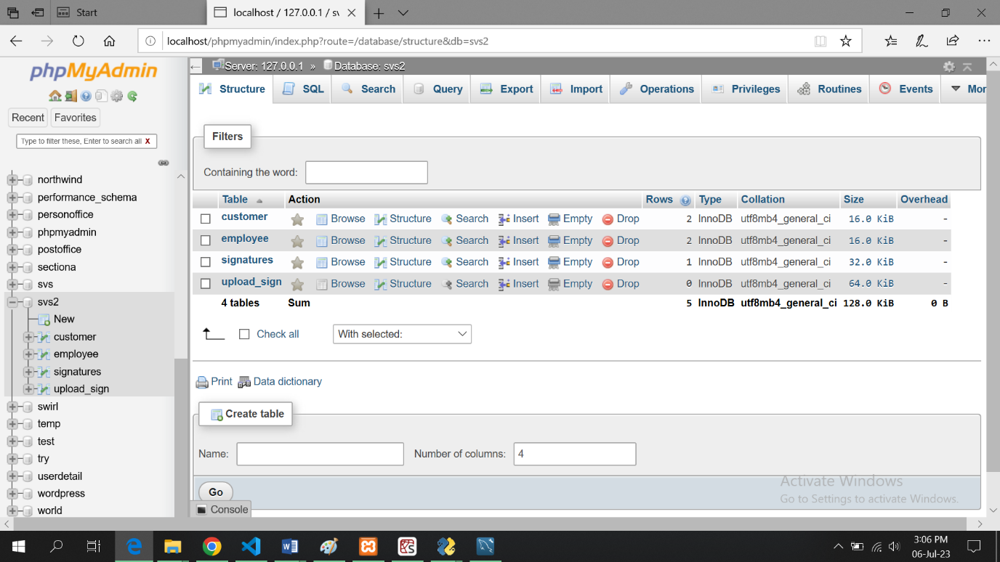 Start
localhost / 127.0.0.1 / sv
localhost/phpmyadmin/index.php?route=/database/structure&db=svs2
phpMyAdmin
Recent Favorites
Type to filter these, Enter to search all X
northwind
performance_schema
personoffice
phpmyadmin
postoffice
sectiona
svs
svs2
New
customer
employee
signatures
upload_sign
swirl
temp
test
try
userdetail
wordpress
world
Server: 127.0.0.1 » Database: svs2
Structure SQL Search Query Export Import Operations Privileges Routines Events Mor
Filters
Containing the word:
Table Action Rows Type Collation Size Overhead
customer Browse Structure Search Insert Empty Drop 2 InnoDB utf8mb4_general_ci 16.0 KiB -
employee Browse Structure Search Insert Empty Drop 2 InnoDB utf8mb4_general_ci 16.0 KiB -
signatures Browse Structure Search Insert Empty Drop 1 InnoDB utf8mb4_general_ci 32.0 KiB -
upload_sign Browse Structure Search Insert Empty Drop 0 InnoDB utf8mb4_general_ci 64.0 KiB -
4 tables Sum 5 InnoDB utf8mb4_general_ci 128.0 KiB 0 B
Check all With selected:
Print Data dictionary
Create table
Name: Number of columns: 4
Go
Console
Activate Windows
Go to Settings to activate Windows.
3:06 PM
06-Jul-23